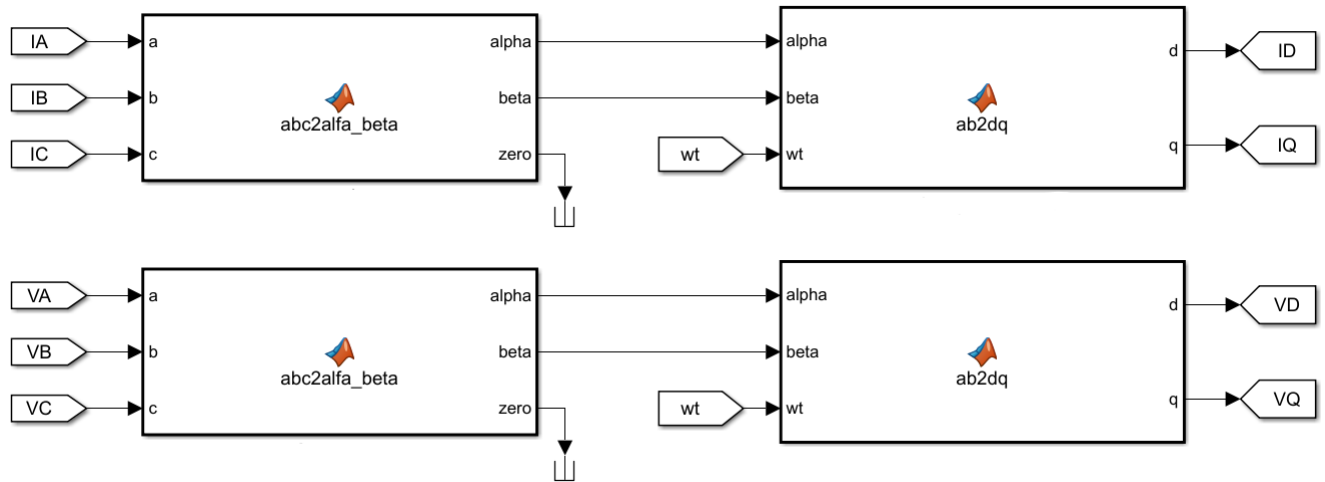 IA a alpha alpha d ID
IB b beta beta
abc2alfa_beta ab2dq
IC c zero wt wt q IQ
VA a alpha alpha d VD
VB b beta beta
abc2alfa_beta ab2dq
VC c zero wt wt q VQ